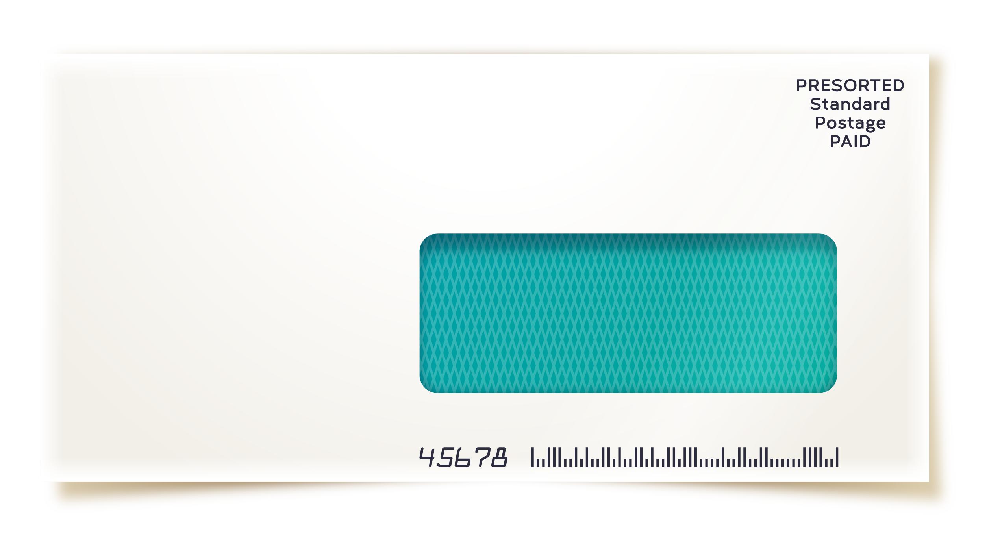 PRESORTED
Standard
Postage
PAID
45678